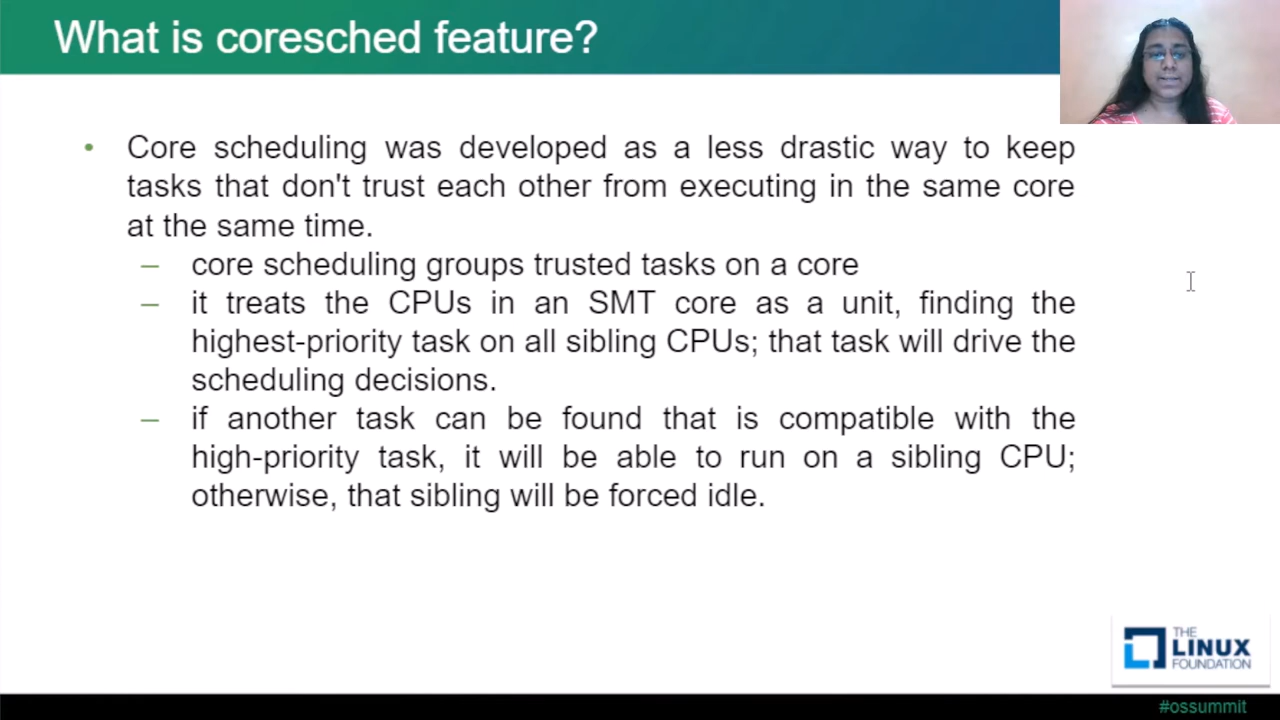 What is coresched feature?
• Core scheduling was developed as a less drastic way to keep
tasks that don't trust each other from executing in the same core
at the same time.
– core scheduling groups trusted tasks on a core
– it treats the CPUs in an SMT core as a unit, finding the
highest-priority task on all sibling CPUs; that task will drive the
scheduling decisions.
– if another task can be found that is compatible with the
high-priority task, it will be able to run on a sibling CPU;
otherwise, that sibling will be forced idle.
THE
LINUX
FOUNDATION
#ossummit